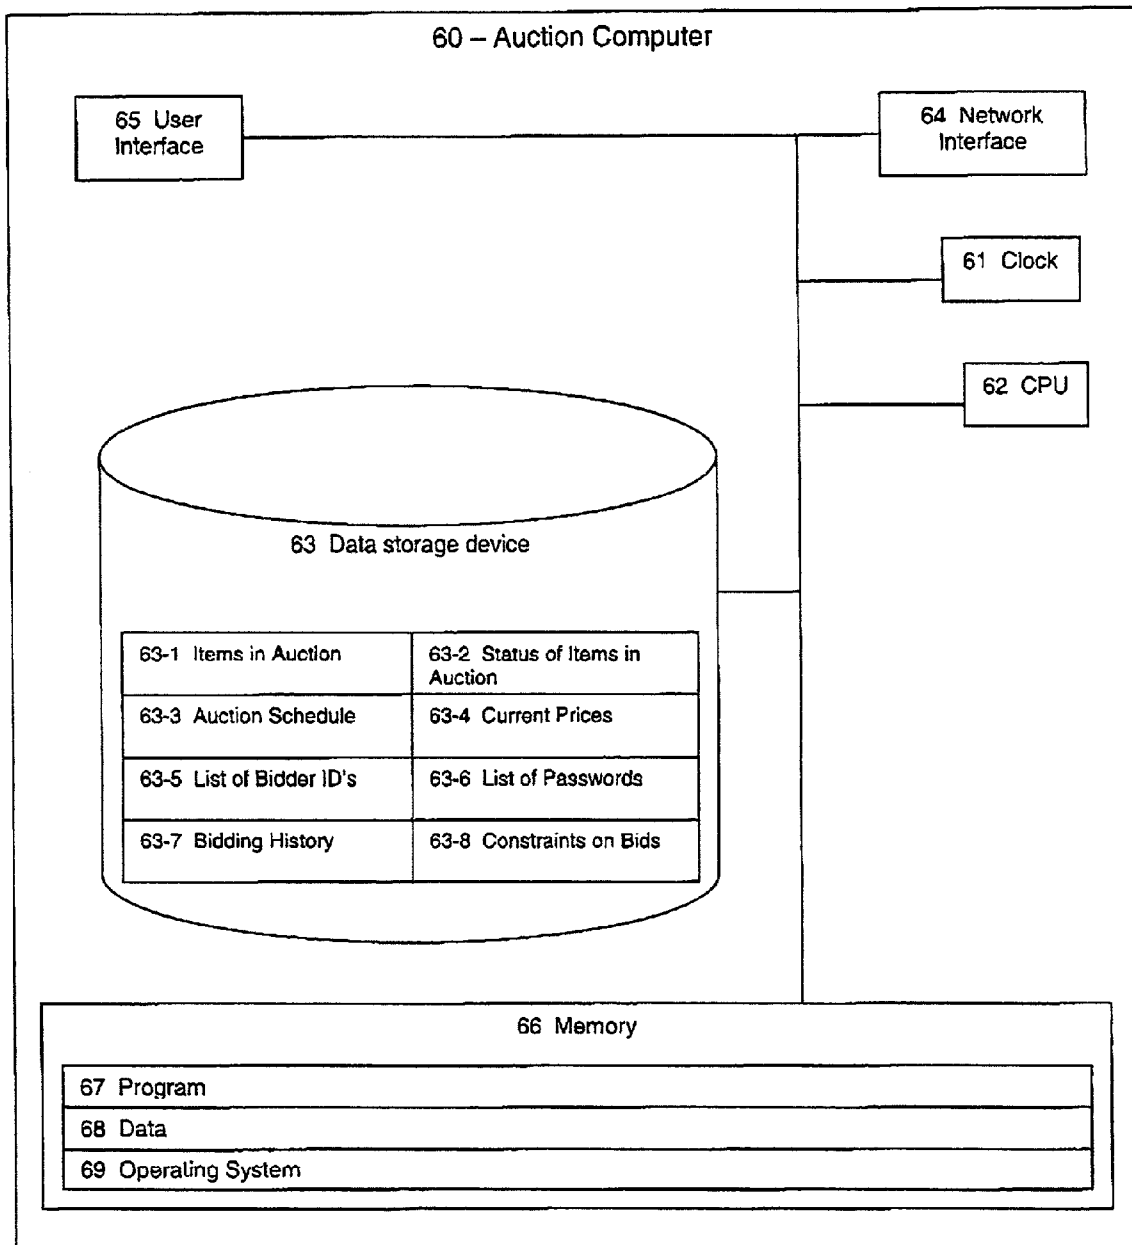 60 – Auction Computer
65 User
Interface
64 Network
Interface
61 Clock
62 CPU
63 Data storage device
63-1 Items in Auction
63-2 Status of Items in
Auction
63-3 Auction Schedule
63-4 Current Prices
63-5 List of Bidder ID's
63-6 List of Passwords
63-7 Bidding History
63-8 Constraints on Bids
66 Memory
67 Program
68 Data
69 Operating System